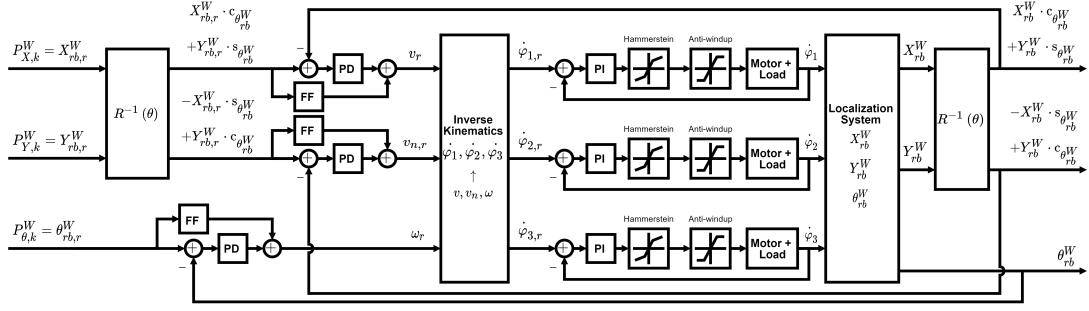 X^W_{rb,r} · c_{θ^W_{rb}}
+Y^W_{rb,r} · s_{θ^W_{rb}}
P^W_{X,k} = X^W_{rb,r}
R^{-1}(θ)
−X^W_{rb,r} · s_{θ^W_{rb}}
+Y^W_{rb,r} · c_{θ^W_{rb}}
P^W_{Y,k} = Y^W_{rb,r}
P^W_{θ,k} = θ^W_{rb,r}
−
PD
FF
v_r
FF
−
PD
v_{n,r}
FF
−
PD
ω_r
Inverse
Kinematics
φ̇_1, φ̇_2, φ̇_3
↑
v, v_n, ω
φ̇_{1,r}
−
PI
Hammerstein
Anti-windup
Motor +
Load
φ̇_1
φ̇_{2,r}
−
PI
Hammerstein
Anti-windup
Motor +
Load
φ̇_2
φ̇_{3,r}
−
PI
Hammerstein
Anti-windup
Motor +
Load
φ̇_3
Localization
System
X^W_{rb}
Y^W_{rb}
θ^W_{rb}
X^W_{rb}
Y^W_{rb}
R^{-1}(θ)
X^W_{rb} · c_{θ^W_{rb}}
+Y^W_{rb} · s_{θ^W_{rb}}
−X^W_{rb} · s_{θ^W_{rb}}
+Y^W_{rb} · c_{θ^W_{rb}}
θ^W_{rb}